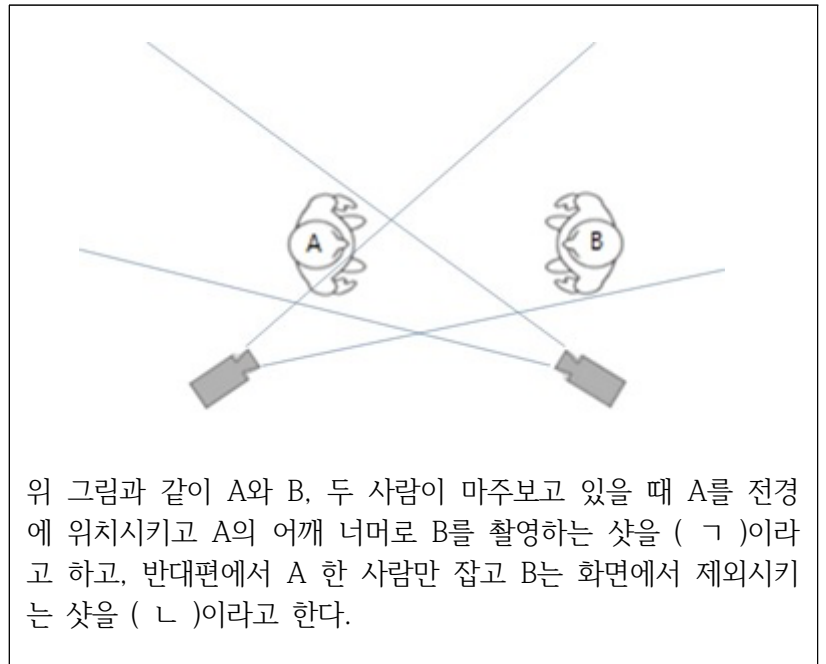 A
B
위 그림과 같이 A와 B, 두 사람이 마주보고 있을 때 A를 전경
에 위치시키고 A의 어깨 너머로 B를 촬영하는 샷을 ( ㄱ )이라
고 하고, 반대편에서 A 한 사람만 잡고 B는 화면에서 제외시키
는 샷을 ( ㄴ )이라고 한다.